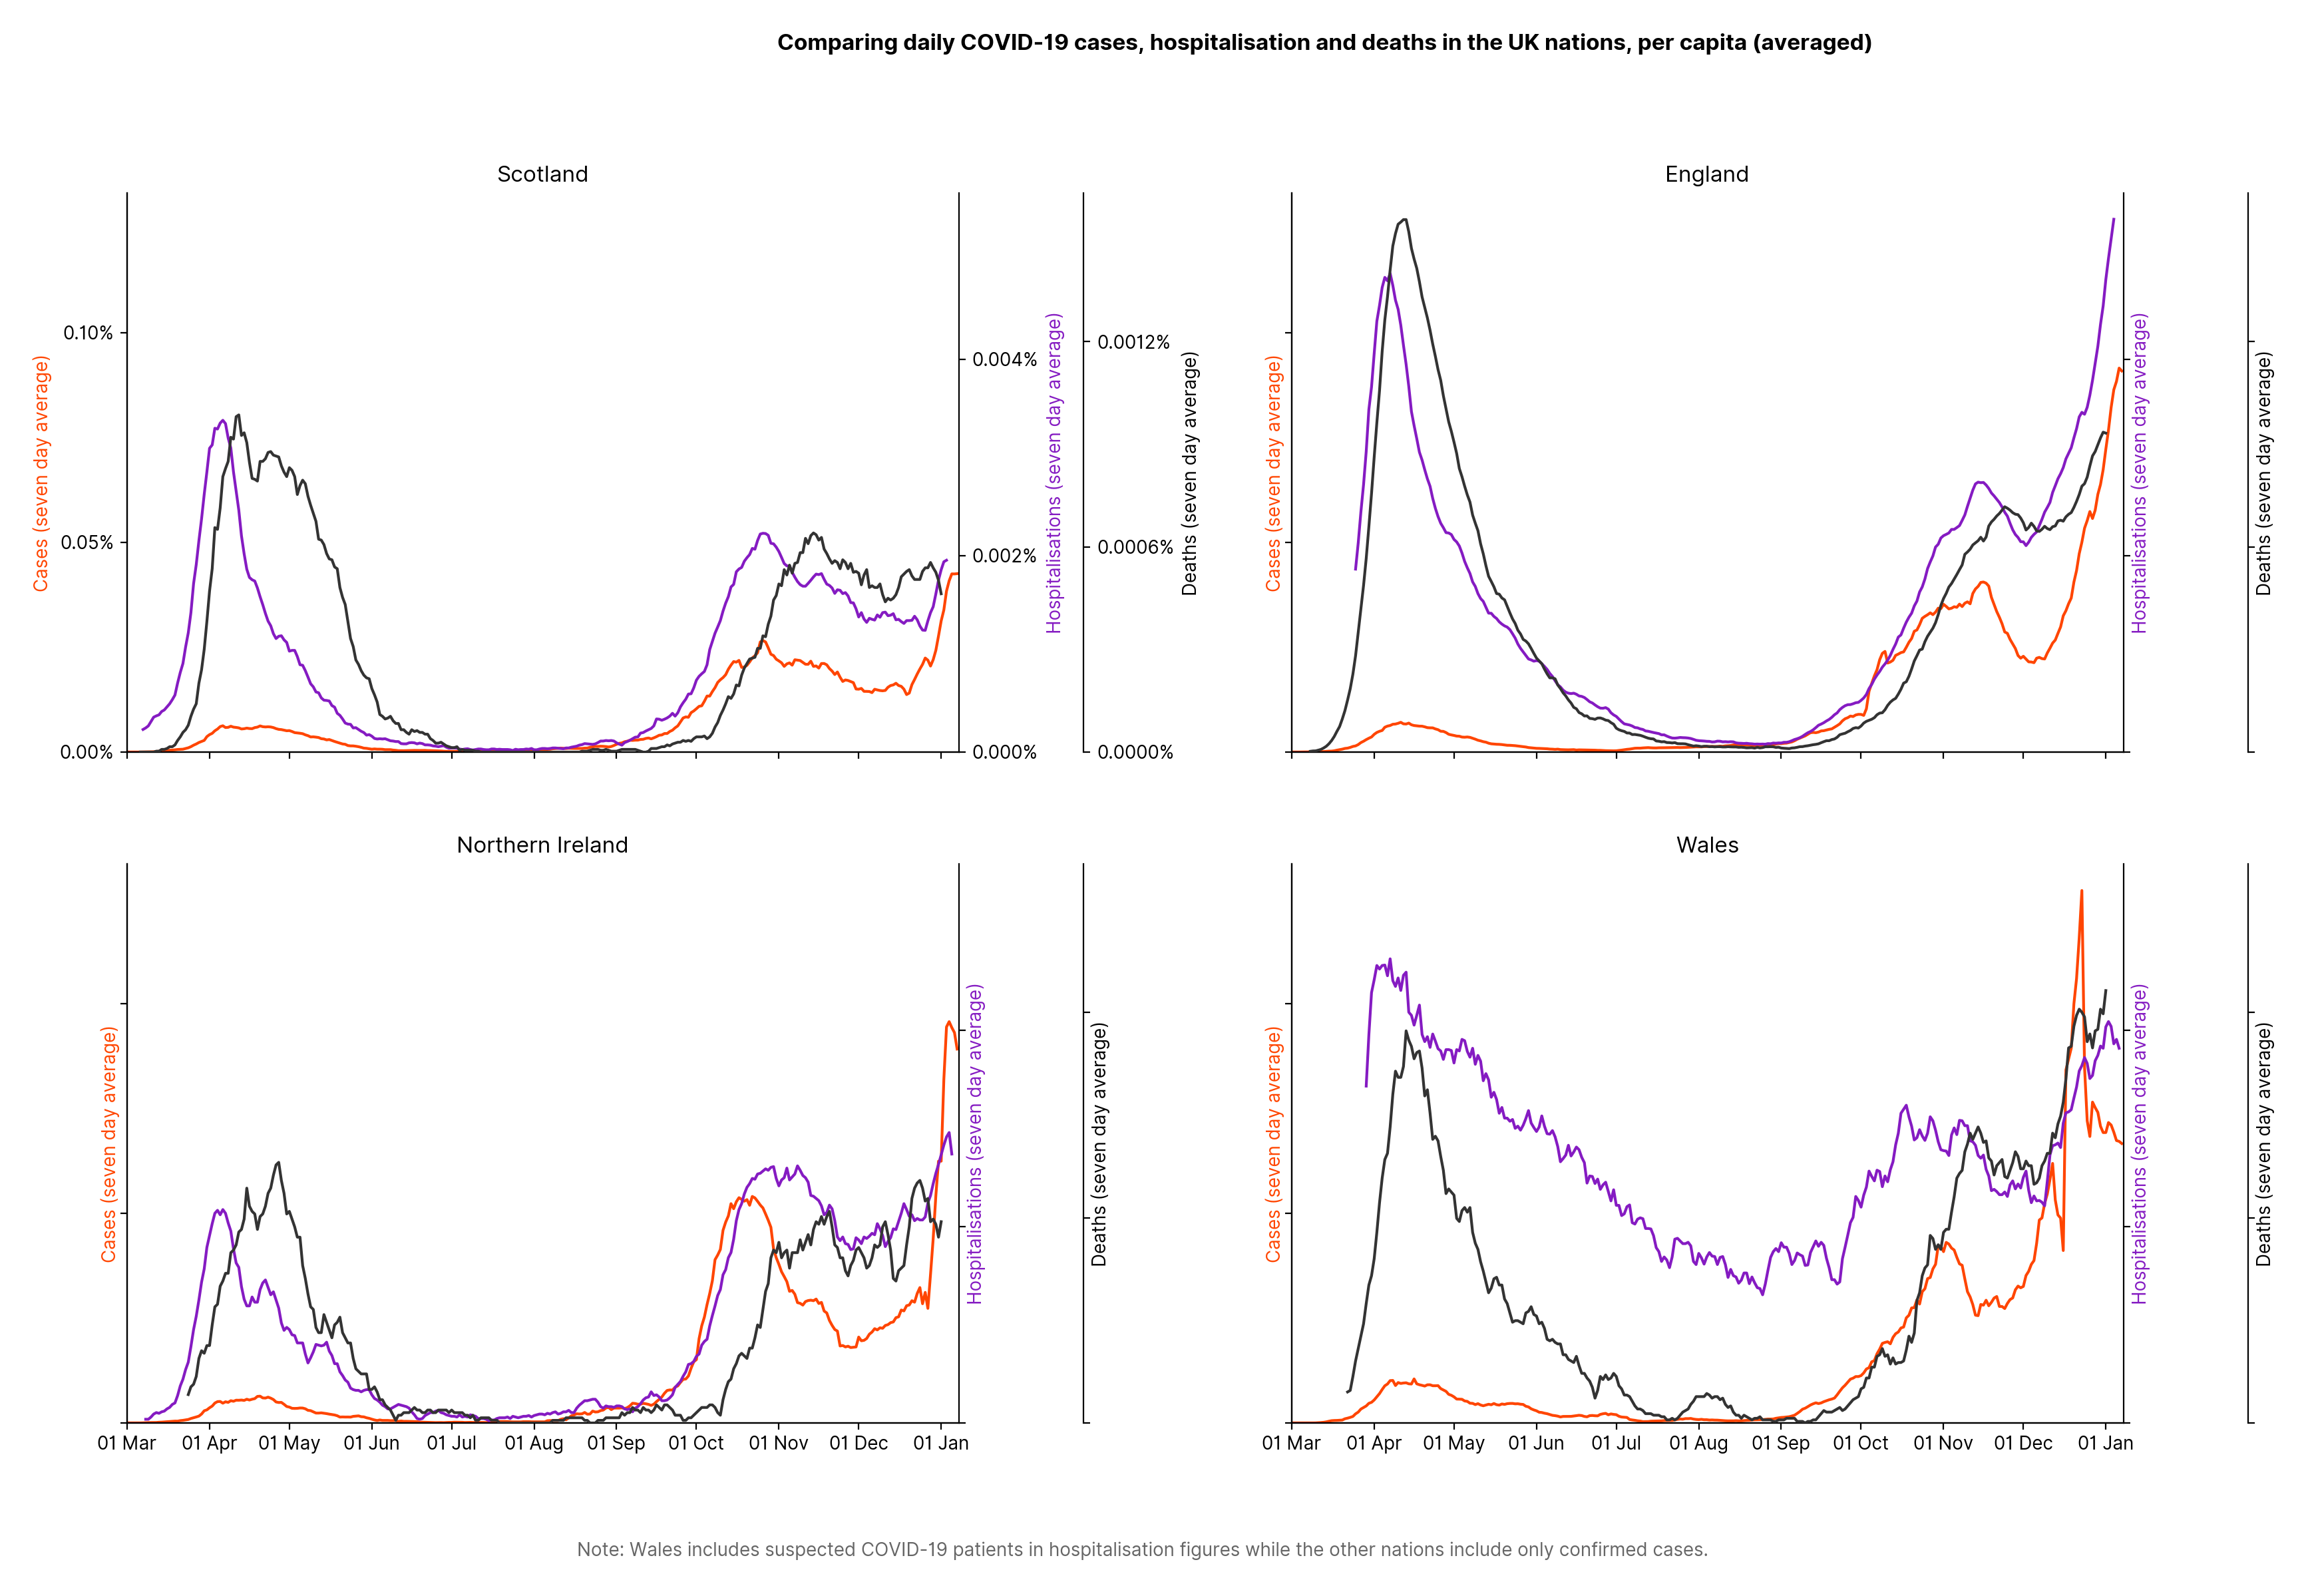 Comparing daily COVID-19 cases, hospitalisation and deaths in the UK nations, per capita (averaged)
Scotland
Cases (seven day average)
0.10%
0.05%
0.00%
0.004%
0.002%
0.000%
Hospitalisations (seven day average)
0.0012%
0.0006%
0.0000%
Deaths (seven day average)
England
Cases (seven day average)
Hospitalisations (seven day average)
Deaths (seven day average)
Northern Ireland
Cases (seven day average)
Hospitalisations (seven day average)
Deaths (seven day average)
01 Mar 01 Apr 01 May 01 Jun 01 Jul 01 Aug 01 Sep 01 Oct 01 Nov 01 Dec 01 Jan
Wales
Cases (seven day average)
Hospitalisations (seven day average)
Deaths (seven day average)
01 Mar 01 Apr 01 May 01 Jun 01 Jul 01 Aug 01 Sep 01 Oct 01 Nov 01 Dec 01 Jan
Note: Wales includes suspected COVID-19 patients in hospitalisation figures while the other nations include only confirmed cases.